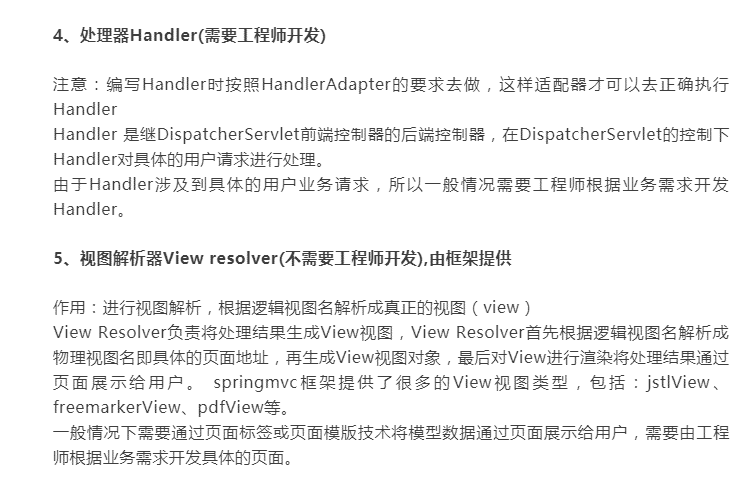 4、处理器Handler(需要工程师开发)
注意：编写Handler时按照HandlerAdapter的要求去做，这样适配器才可以去正确执行
Handler
Handler 是继DispatcherServlet前端控制器的后端控制器，在DispatcherServlet的控制下
Handler对具体的用户请求进行处理。
由于Handler涉及到具体的用户业务请求，所以一般情况需要工程师根据业务需求开发
Handler。
5、视图解析器View resolver(不需要工程师开发),由框架提供
作用：进行视图解析，根据逻辑视图名解析成真正的视图（view）
View Resolver负责将处理结果生成View视图，View Resolver首先根据逻辑视图名解析成
物理视图名即具体的页面地址，再生成View视图对象，最后对View进行渲染将处理结果通过
页面展示给用户。 springmvc框架提供了很多的View视图类型，包括：jstlView、
freemarkerView、pdfView等。
一般情况下需要通过页面标签或页面模版技术将模型数据通过页面展示给用户，需要由工程
师根据业务需求开发具体的页面。